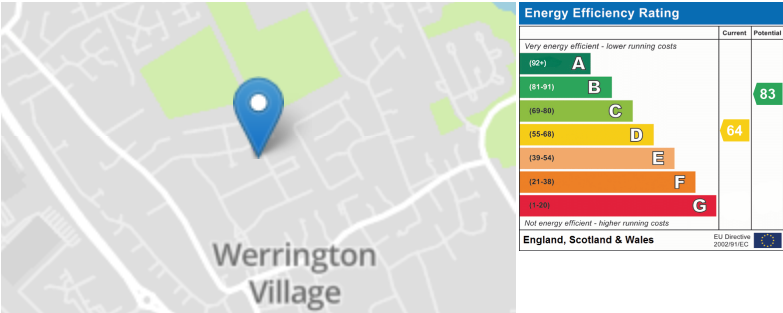 Werrington
Village
Energy Efficiency Rating
Current Potential
Very energy efficient - lower running costs
(92+) A
(81-91) B
(69-80) C
(55-68) D
(39-54) E
(21-38) F
(1-20) G
83
64
Not energy efficient - higher running costs
England, Scotland & Wales
EU Directive
2002/91/EC